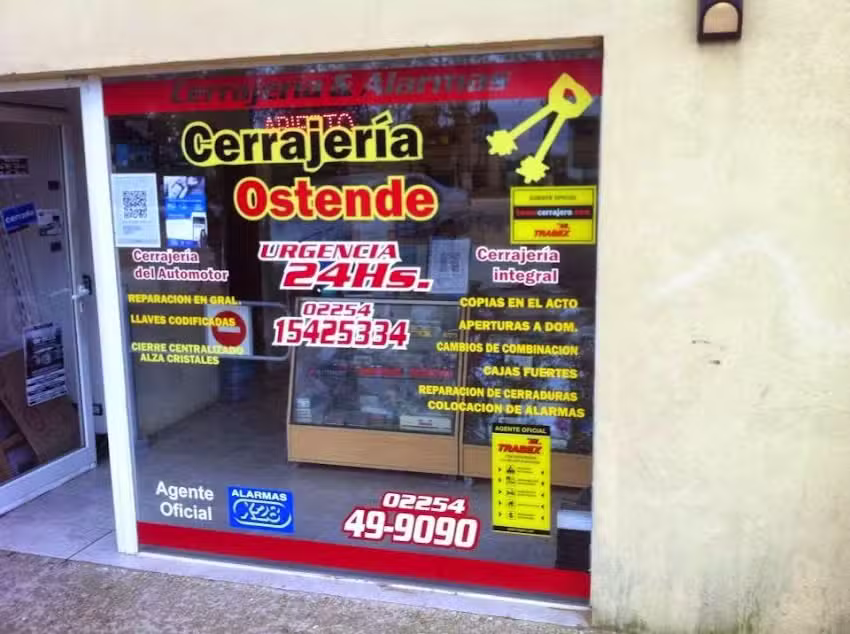 Cerrajería & Alarmas
ABIERTO
Cerrajería
Ostende
URGENCIA
24Hs.
02254
15425334
Cerrajería
del Automotor
REPARACION EN GRAL.
LLAVES CODIFICADAS
CIERRE CENTRALIZADO
ALZA CRISTALES
Cerrajería
integral
COPIAS EN EL ACTO
APERTURAS A DOM.
CAMBIOS DE COMBINACION
CAJAS FUERTES
REPARACION DE CERRADURAS
COLOCACION DE ALARMAS
TRABEX
AGENTE OFICIAL
TRABEX
Agente
Oficial
ALARMAS
X-28
02254
49-9090